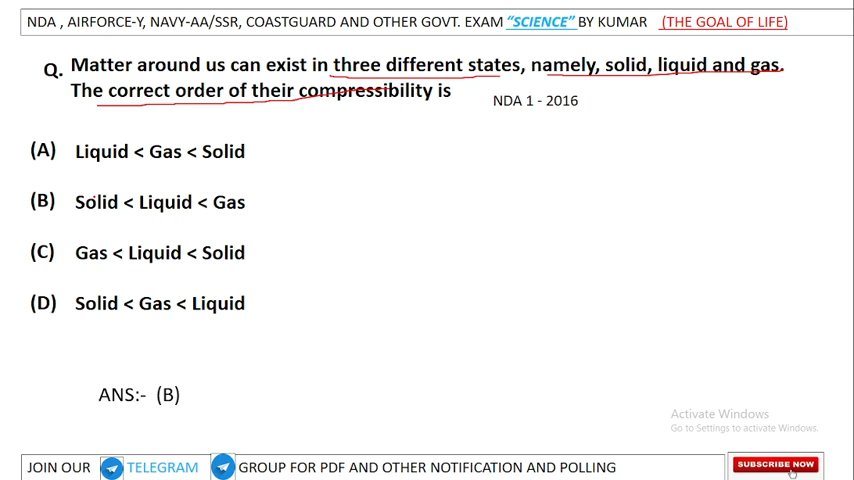 NDA , AIRFORCE-Y, NAVY-AA/SSR, COASTGUARD AND OTHER GOVT. EXAM “SCIENCE” BY KUMAR (THE GOAL OF LIFE)
Q. Matter around us can exist in three different states, namely, solid, liquid and gas.
The correct order of their compressibility is
NDA 1 - 2016
(A) Liquid < Gas < Solid
(B) Solid < Liquid < Gas
(C) Gas < Liquid < Solid
(D) Solid < Gas < Liquid
ANS:- (B)
Activate Windows
Go to Settings to activate Windows.
JOIN OUR TELEGRAM GROUP FOR PDF AND OTHER NOTIFICATION AND POLLING
SUBSCRIBE NOW